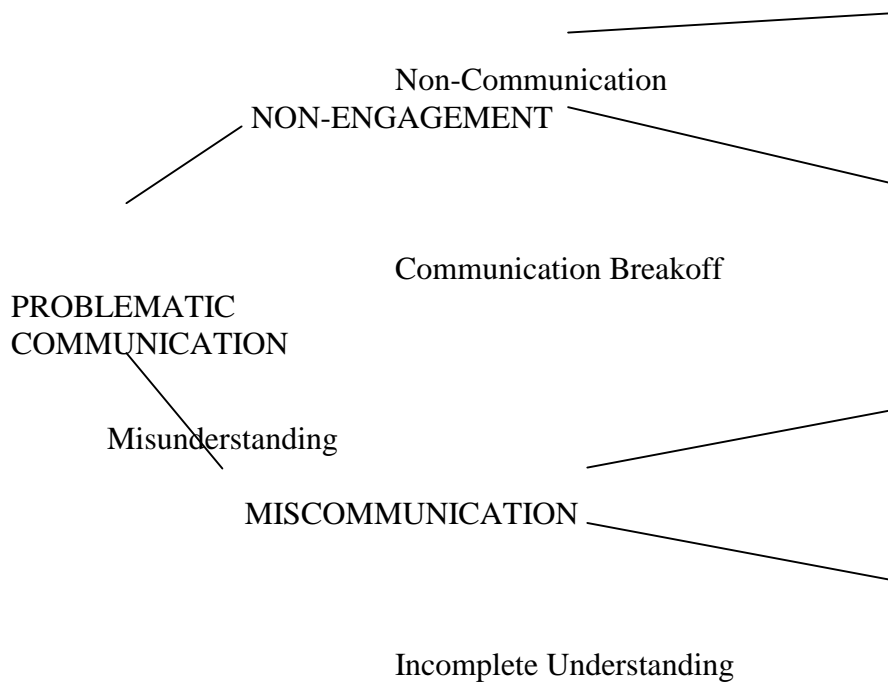 Non-Communication
NON-ENGAGEMENT
Communication Breakoff
PROBLEMATIC
COMMUNICATION
Misunderstanding
MISCOMMUNICATION
Incomplete Understanding